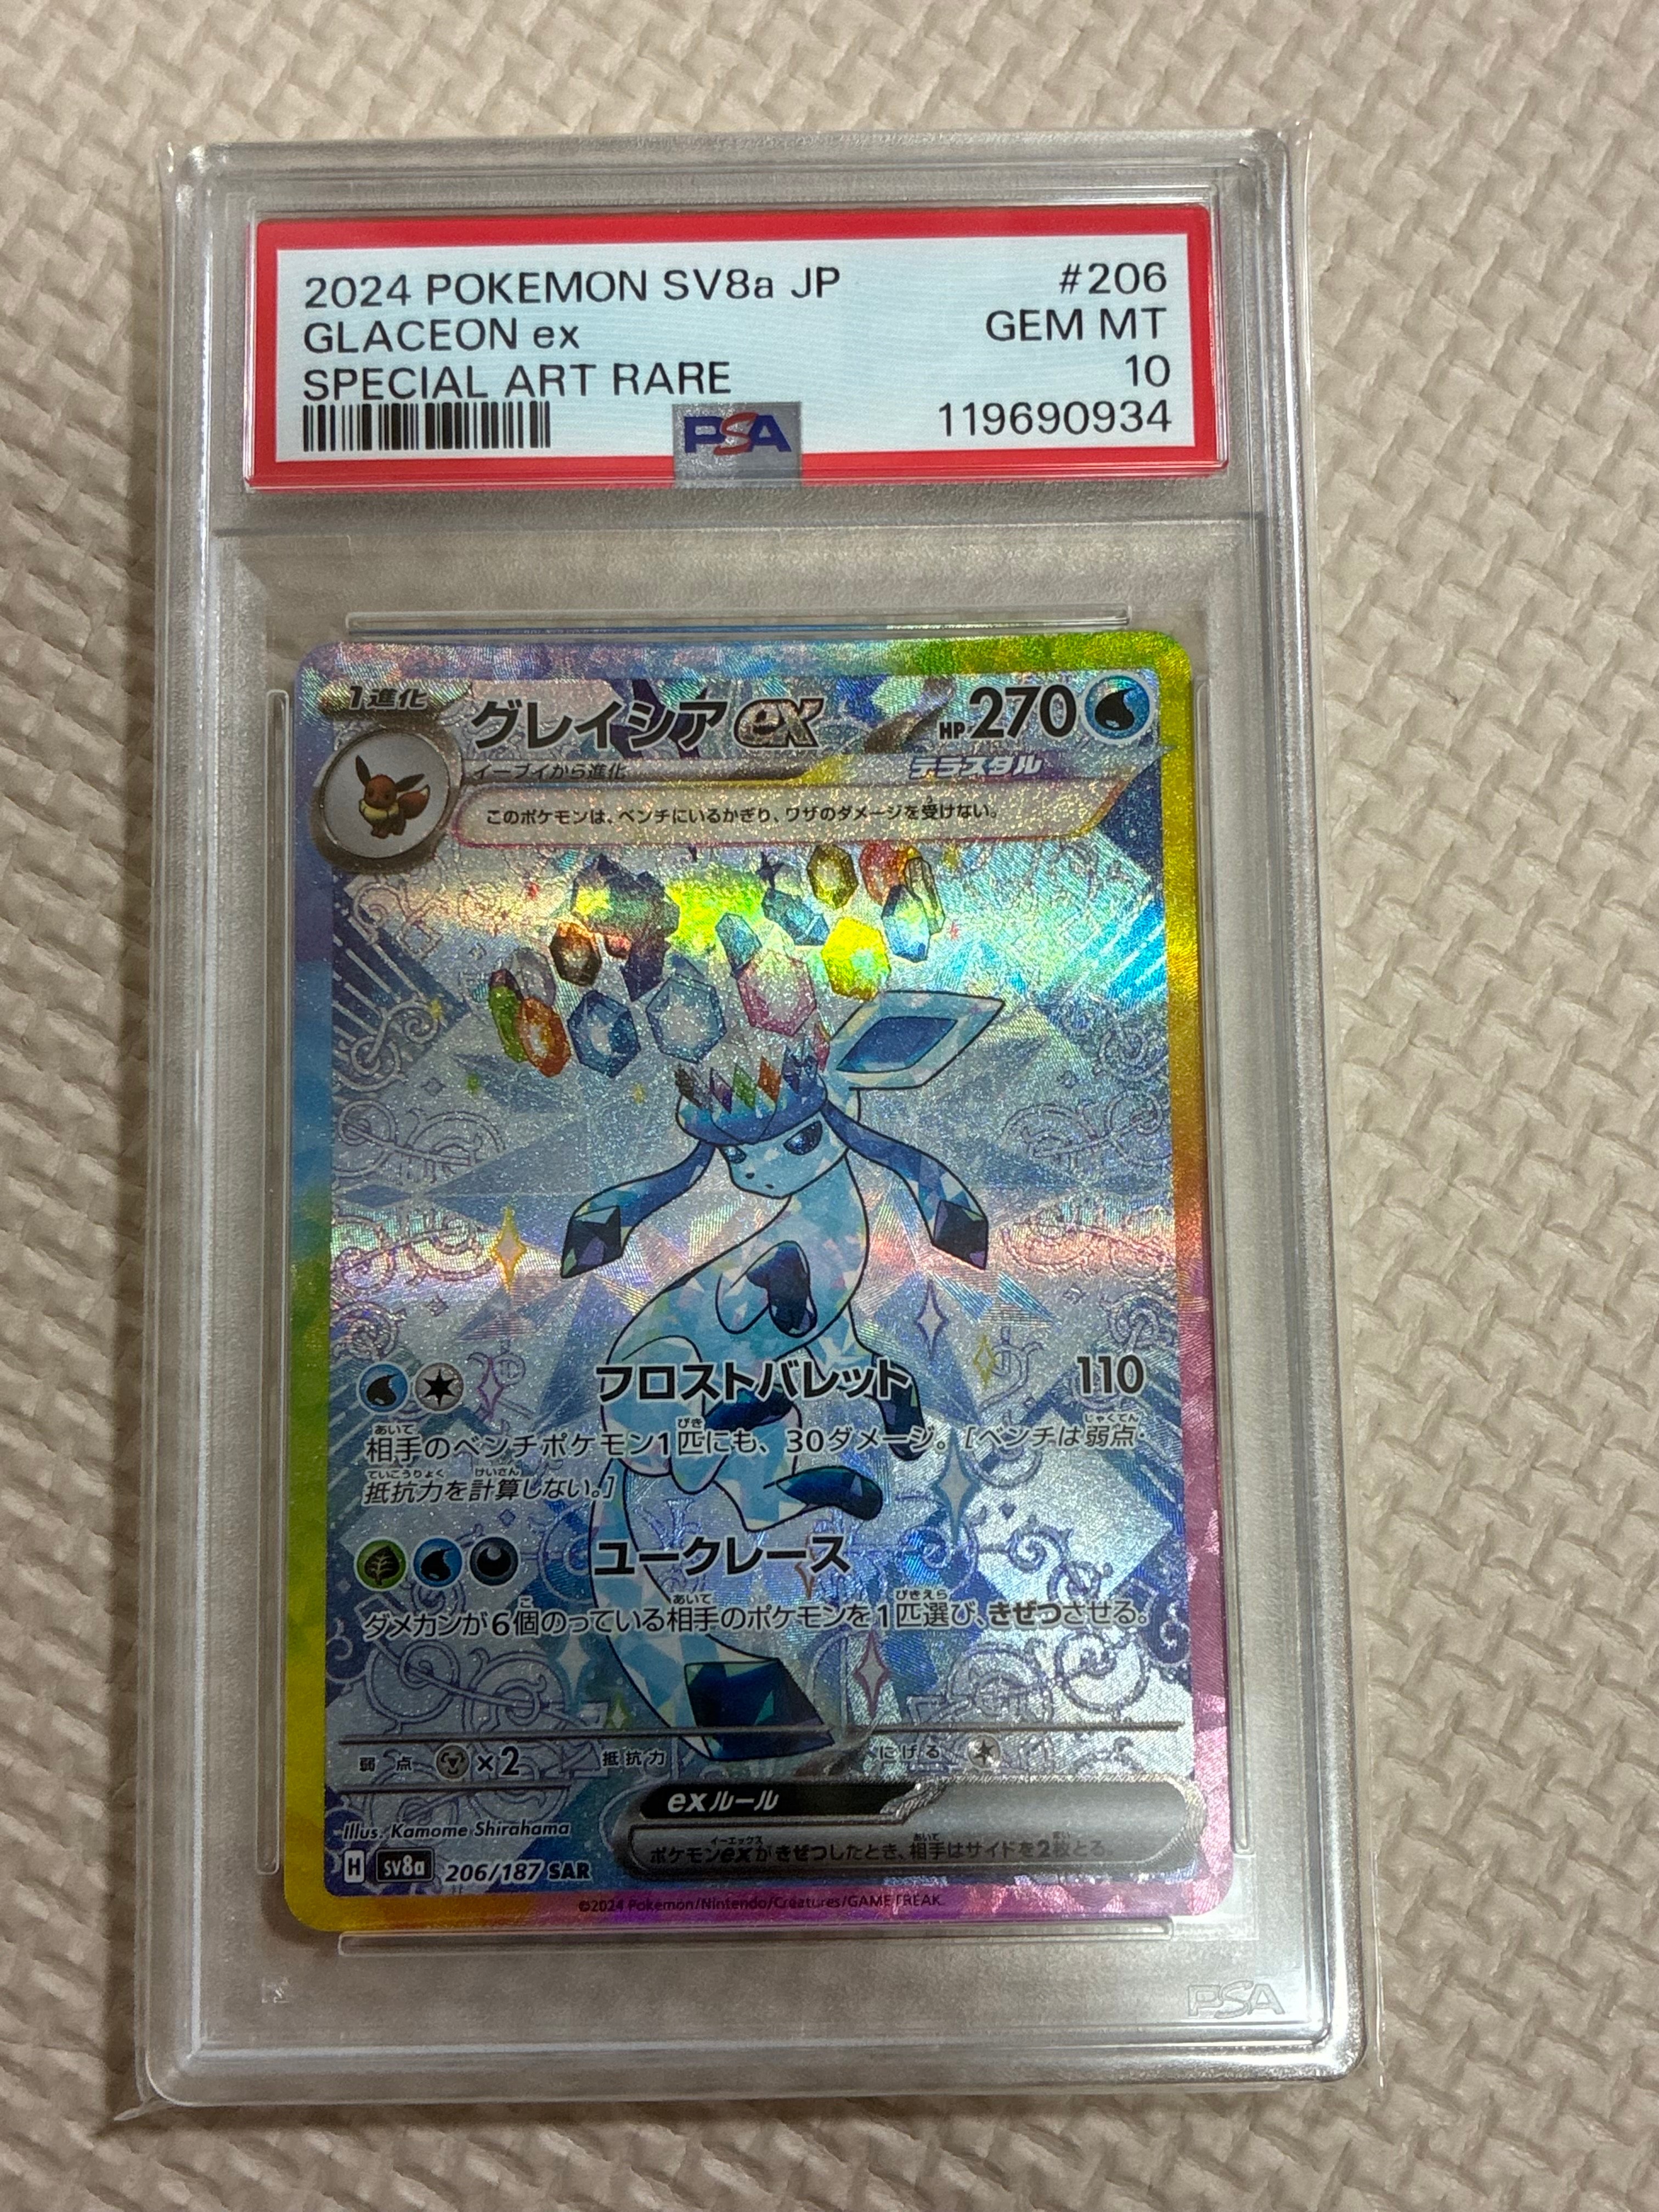 2024 POKEMON SV8a JP #206
GLACEON ex GEM MT
SPECIAL ART RARE 10
PSA 119690934
1進化 グレイシアex HP270
イーブイから進化 テラスタル
このポケモンは、ベンチにいるかぎり、ワザのダメージを受けない。
フロストバレット 110
相手のベンチポケモン1匹にも、30ダメージ。[ベンチは弱点・
抵抗力を計算しない。]
ユークレース
ダメカンが6個のっている相手のポケモンを1匹選び、きぜつさせる。
弱点 ×2 抵抗力 にげる
exルール
ポケモンexがきぜつしたとき、相手はサイドを2枚とる。
Illus. Kamome Shirahama
H sv8a 206/187 SAR
©2024 Pokémon/Nintendo/Creatures/GAME FREAK.
PSA